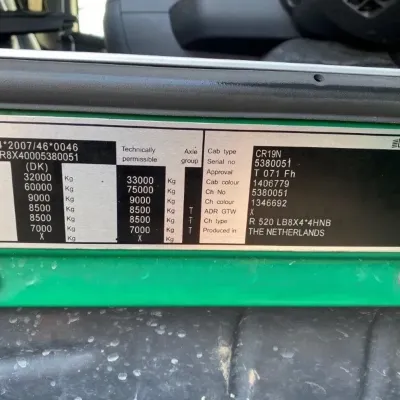 4*2007/46*0046
R8X40005380051
(DK) Technically permissible Axle group
32000 Kg 33000 Kg
60000 Kg 75000 Kg
9000 Kg 9000 Kg
8500 Kg 8500 Kg T
8500 Kg 8500 Kg T
7000 Kg 7000 Kg T
X X
Cab type CR19N
Serial no 5380051
Approval T 071 Fh
Cab colour 1406779
Ch No 5380051
Ch colour 1346692
ADR GTW X
Ch type R 520 LB8X4*4HNB
Produced in THE NETHERLANDS